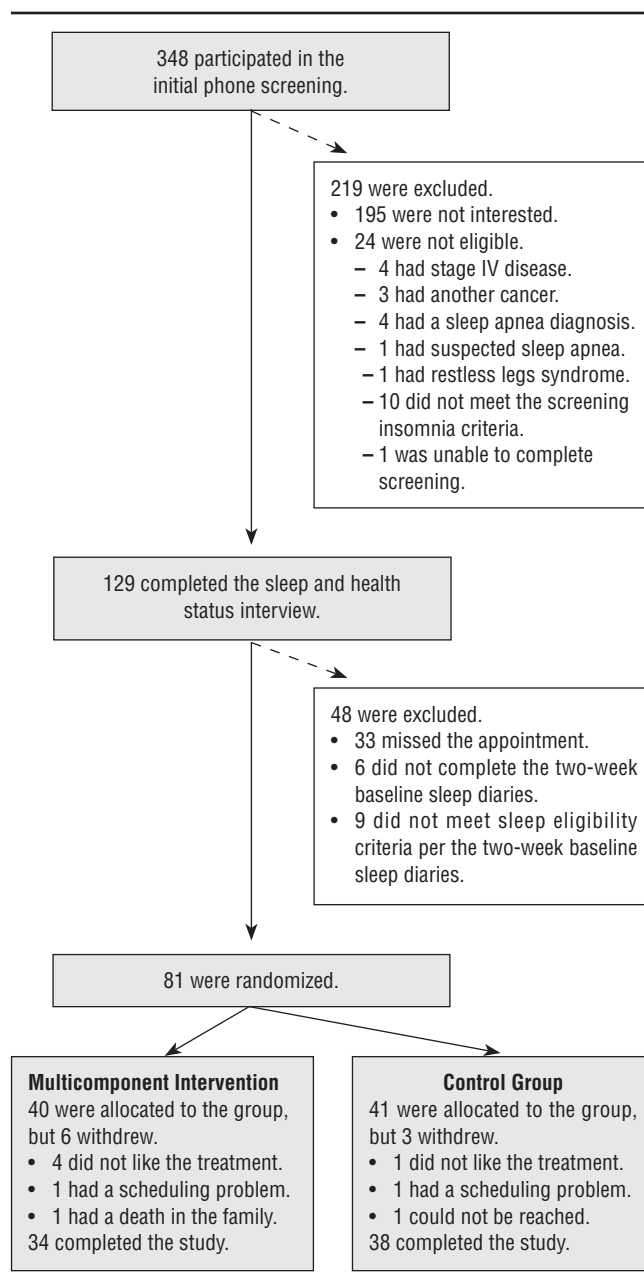 348 participated in the
initial phone screening.
219 were excluded.
• 195 were not interested.
• 24 were not eligible.
– 4 had stage IV disease.
– 3 had another cancer.
– 4 had a sleep apnea diagnosis.
– 1 had suspected sleep apnea.
– 1 had restless legs syndrome.
– 10 did not meet the screening
insomnia criteria.
– 1 was unable to complete
screening.
129 completed the sleep and health
status interview.
48 were excluded.
• 33 missed the appointment.
• 6 did not complete the two-week
baseline sleep diaries.
• 9 did not meet sleep eligibility
criteria per the two-week baseline
sleep diaries.
81 were randomized.
Multicomponent Intervention
40 were allocated to the group,
but 6 withdrew.
• 4 did not like the treatment.
• 1 had a scheduling problem.
• 1 had a death in the family.
34 completed the study.
Control Group
41 were allocated to the group,
but 3 withdrew.
• 1 did not like the treatment.
• 1 had a scheduling problem.
• 1 could not be reached.
38 completed the study.